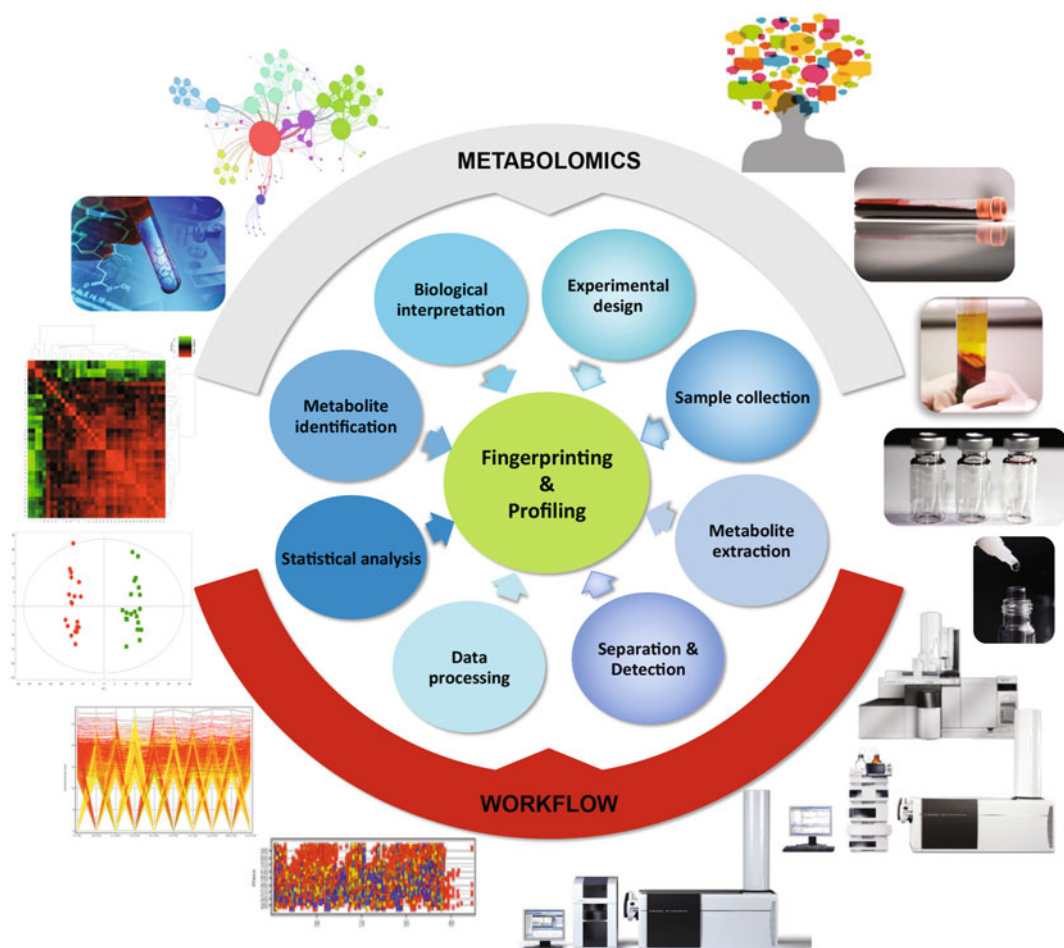 METABOLOMICS
Biological
interpretation
Experimental
design
Metabolite
identification
Sample collection
Fingerprinting
&
Profiling
Statistical analysis
Metabolite
extraction
Data
processing
Separation &
Detection
WORKFLOW